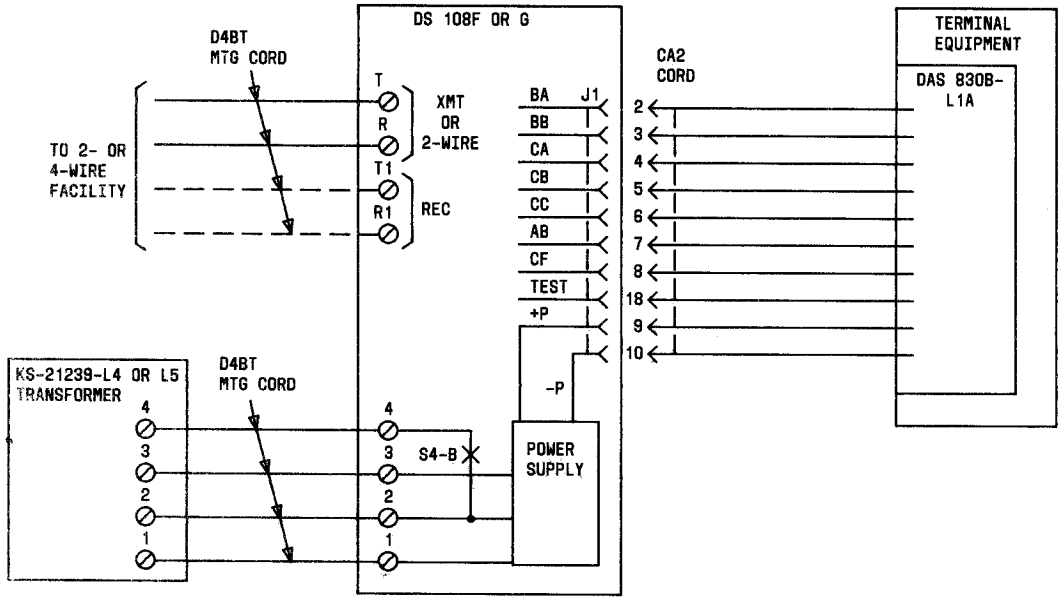 DS 108F OR G
TERMINAL
EQUIPMENT
DAS 830B-
L1A
D4BT
MTG CORD
CA2
CORD
TO 2- OR
4-WIRE
FACILITY
T
R
T1
R1
XMT
OR
2-WIRE
REC
J1
BA
2
BB
3
CA
4
CB
5
CC
6
AB
7
CF
8
TEST
18
+P
9
10
-P
KS-21239-L4 OR L5
TRANSFORMER
4
3
2
1
D4BT
MTG CORD
4
3
2
1
S4-B
POWER
SUPPLY